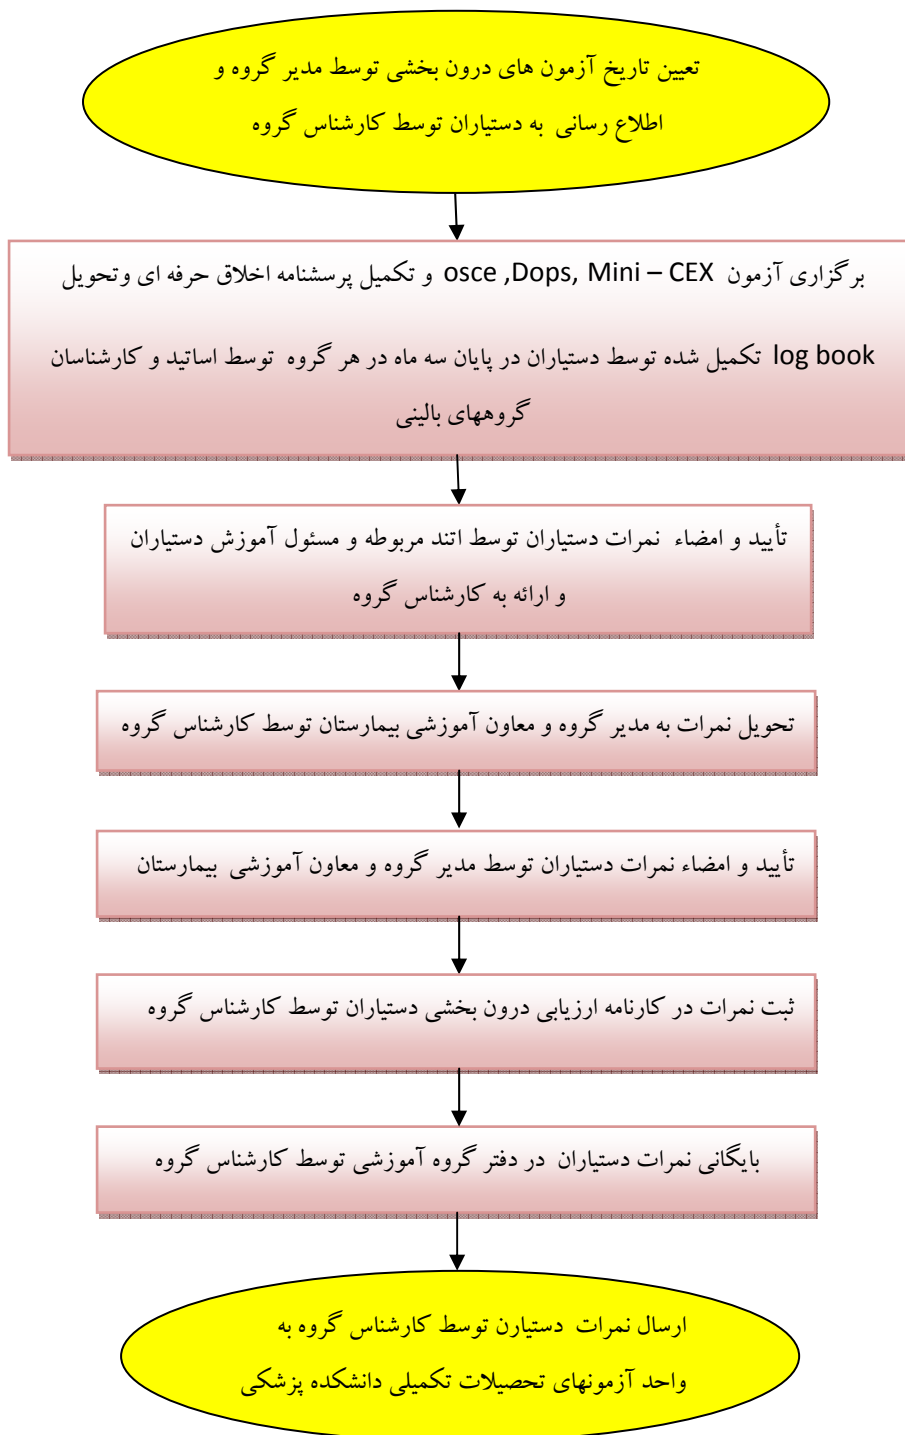 تعیین تاریخ آزمون های درون بخشی توسط مدیر گروه و
اطلاع رسانی به دستیاران توسط کارشناس گروه
برگزاری آزمون osce ,Dops, Mini – CEX و تکمیل پرسشنامه اخلاق حرفه ای وتحویل
log book تکمیل شده توسط دستیاران در پایان سه ماه در هر گروه توسط اساتید و کارشناسان
گروههای بالینی
تأیید و امضاء نمرات دستیاران توسط اتند مربوطه و مسئول آموزش دستیاران
و ارائه به کارشناس گروه
تحویل نمرات به مدیر گروه و معاون آموزشی بیمارستان توسط کارشناس گروه
تأیید و امضاء نمرات دستیاران توسط مدیر گروه و معاون آموزشی بیمارستان
ثبت نمرات در کارنامه ارزیابی درون بخشی دستیاران توسط کارشناس گروه
بایگانی نمرات دستیاران در دفتر گروه آموزشی توسط کارشناس گروه
ارسال نمرات دستیارن توسط کارشناس گروه به
واحد آزمونهای تحصیلات تکمیلی دانشکده پزشکی